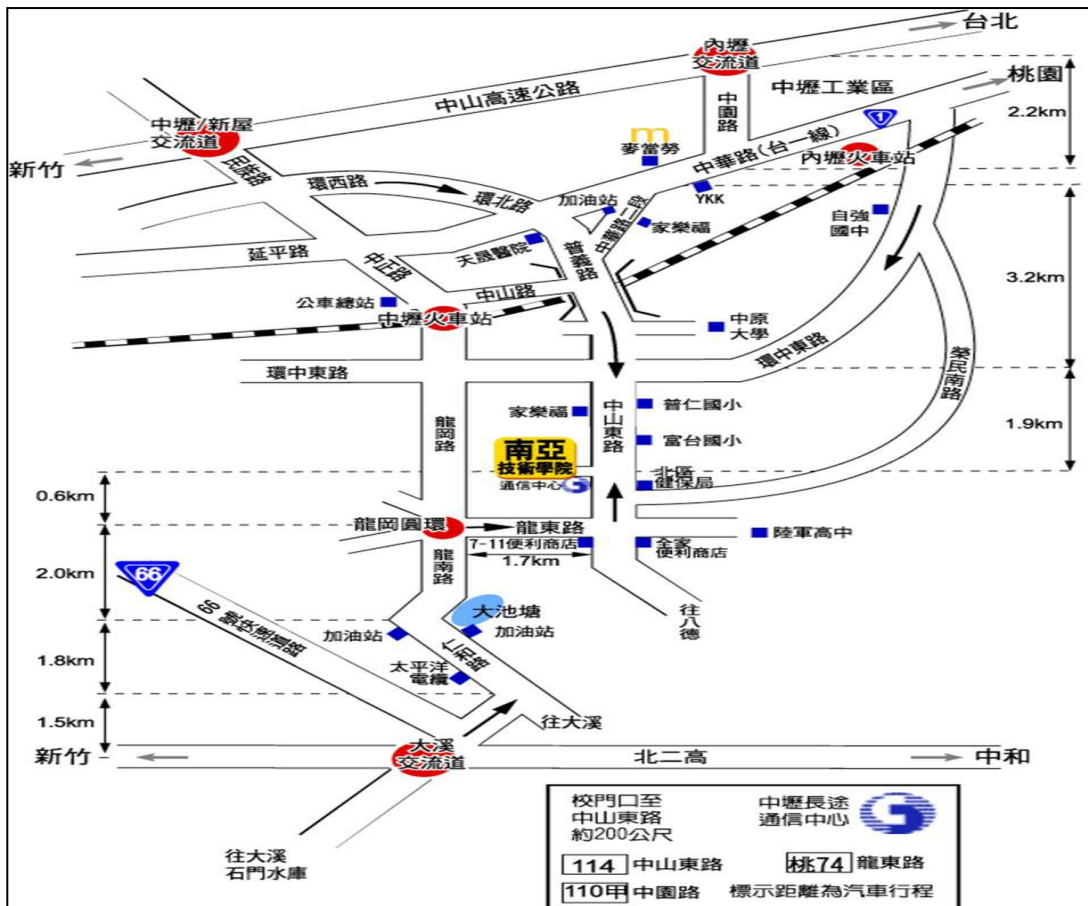 台北
內壢
交流道
桃園
中壢工業區
中山高速公路
中園路
2.2km
中壢/新屋
交流道
1
麥當勞
中華路(台一線)
內壢火車站
新竹
民族路
環西路
環北路
加油站
YKK
中華路二段
家樂福
自強
國中
延平路
天晟醫院
普義路
中正路
3.2km
公車總站
中山路
中壢火車站
中原
大學
環中東路
環中東路
榮民南路
龍岡路
家樂福
中山東路
普仁國小
1.9km
南亞
技術學院
富台國小
通信中心
北區
健保局
0.6km
龍岡圓環
龍東路
陸軍高中
7-11便利商店
全家
便利商店
1.7km
龍南路
2.0km
66
大池塘
往八德
66號快速道路
加油站
加油站
仁和路
1.8km
太平洋
電纜
1.5km
往大溪
新竹
大溪
交流道
北二高
中和
校門口至
中山東路
約200公尺
中壢長途
通信中心
往大溪
石門水庫
114 中山東路
桃74 龍東路
110甲 中園路
標示距離為汽車行程